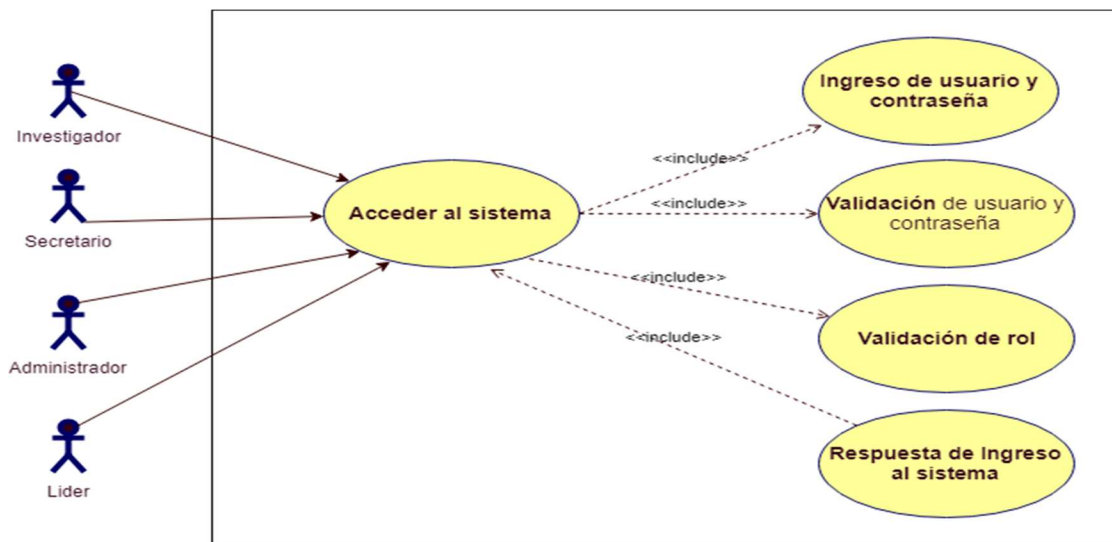 Investigador
Secretario
Administrador
Lider
Acceder al sistema
<<include>>
<<include>>
<<include>>
<<include>>
Ingreso de usuario y
contraseña
Validación de usuario y
contraseña
Validación de rol
Respuesta de Ingreso
al sistema